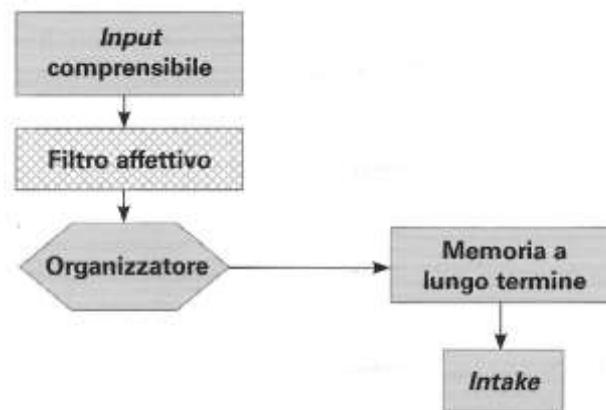 Input
comprensibile
Filtro affettivo
Organizzatore
Memoria a
lungo termine
Intake